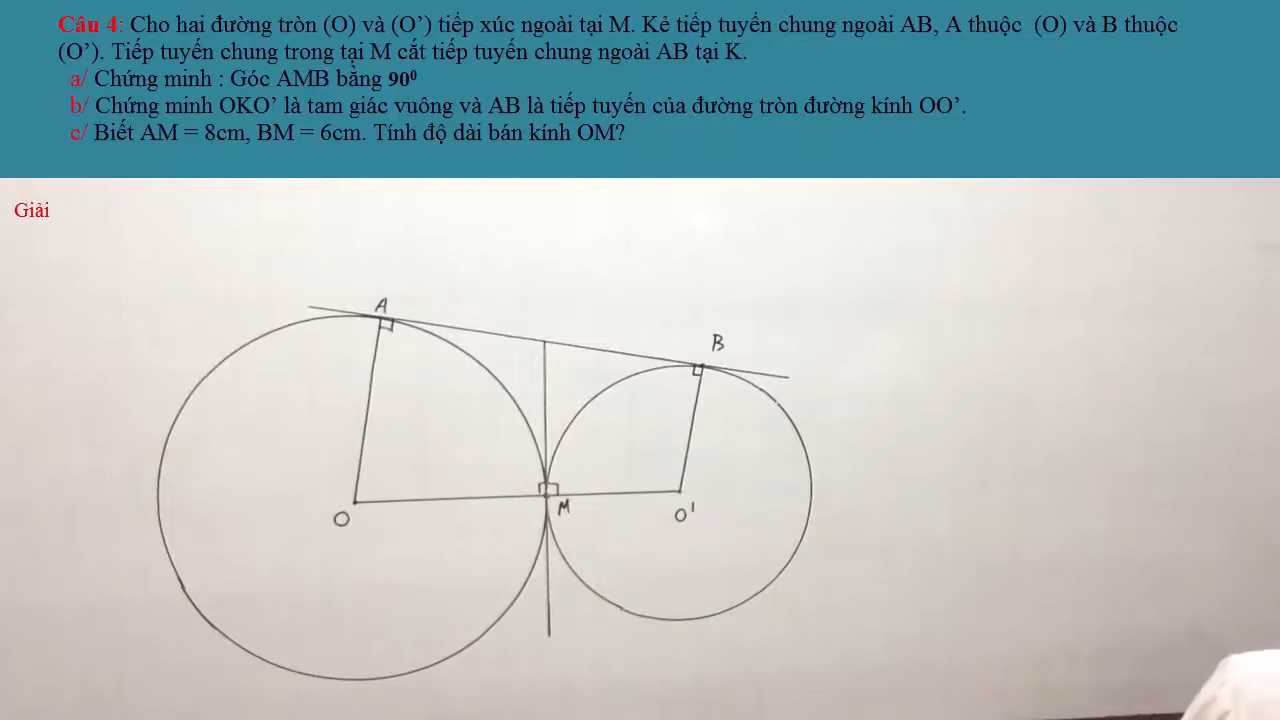 Câu 4: Cho hai đường tròn (O) và (O’) tiếp xúc ngoài tại M. Kẻ tiếp tuyến chung ngoài AB, A thuộc (O) và B thuộc
(O’). Tiếp tuyến chung trong tại M cắt tiếp tuyến chung ngoài AB tại K.
a/ Chứng minh : Góc AMB bằng 90⁰
b/ Chứng minh OKO’ là tam giác vuông và AB là tiếp tuyến của đường tròn đường kính OO’.
c/ Biết AM = 8cm, BM = 6cm. Tính độ dài bán kính OM?
Giải
A
B
M
O
O'